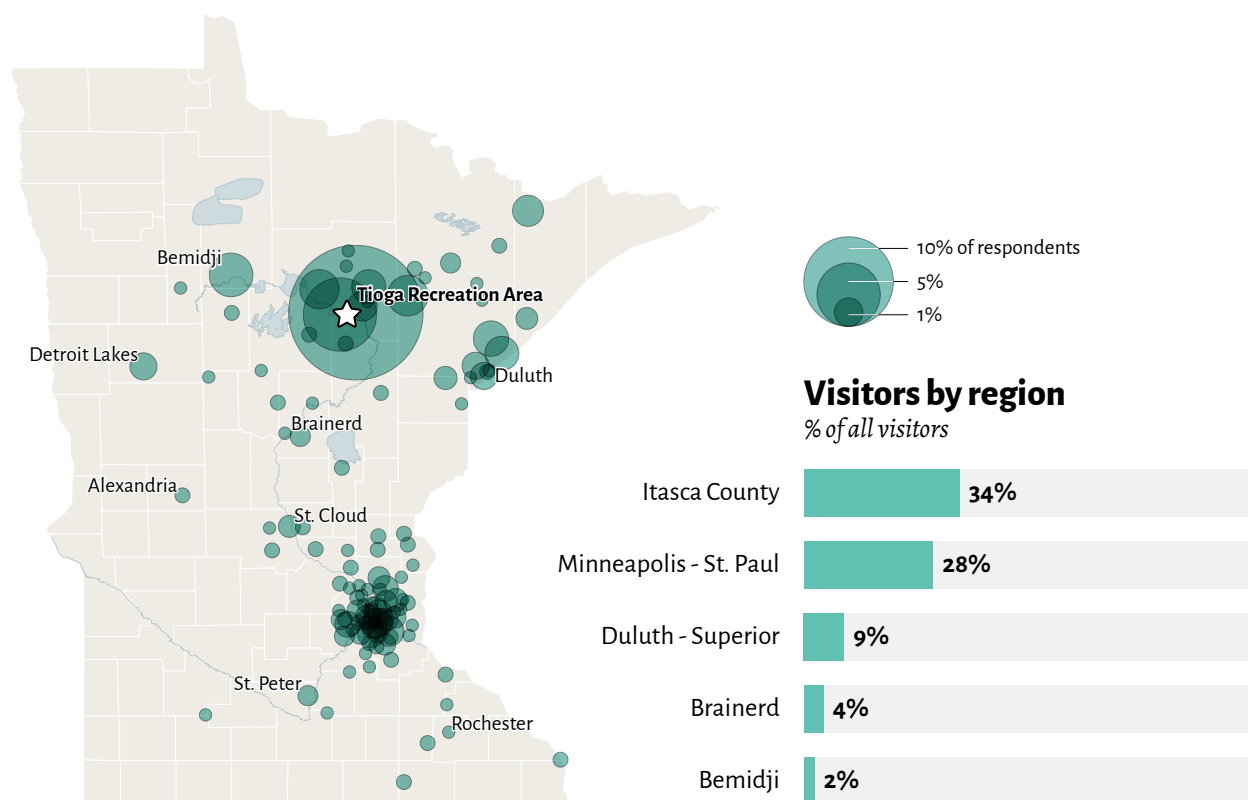 Bemidji
Tioga Recreation Area
Detroit Lakes
Duluth
Brainerd
Alexandria
St. Cloud
St. Peter
Rochester
10% of respondents
5%
1%
Visitors by region
% of all visitors
Itasca County 34%
Minneapolis - St. Paul 28%
Duluth - Superior 9%
Brainerd 4%
Bemidji 2%